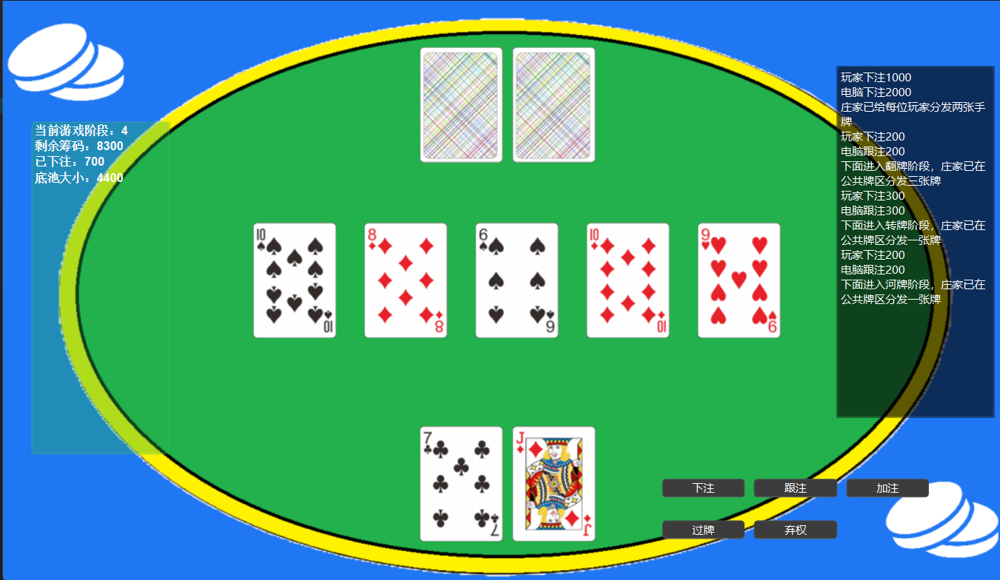 当前游戏阶段：4
剩余筹码：8300
已下注：700
底池大小：4400
玩家下注1000
电脑下注2000
庄家已给每位玩家分发两张手
牌
玩家下注200
电脑跟注200
下面进入翻牌阶段，庄家已在
公共牌区分发三张牌
玩家下注300
电脑跟注300
下面进入转牌阶段，庄家已在
公共牌区分发一张牌
玩家下注200
电脑跟注200
下面进入河牌阶段，庄家已在
公共牌区分发一张牌
10
10
8
8
6
6
10
10
9
9
7
7
J
J
下注
跟注
加注
过牌
弃权